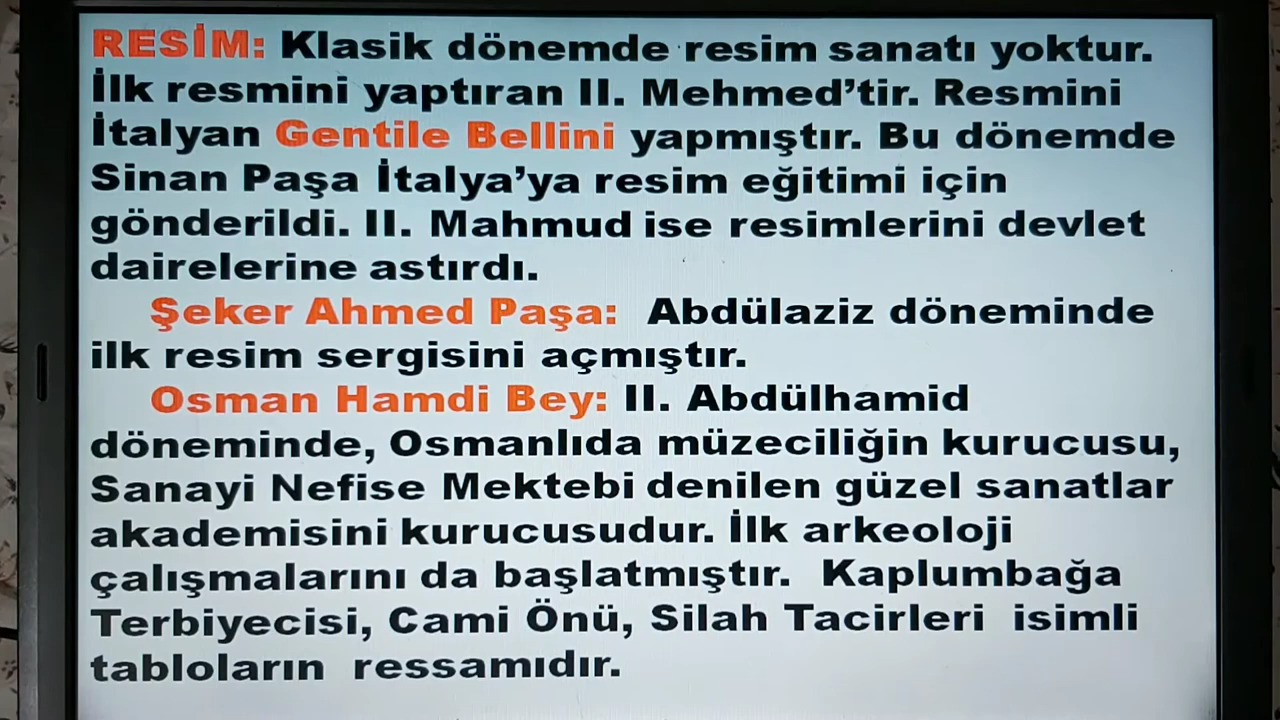 RESİM: Klasik dönemde resim sanatı yoktur.
İlk resmini yaptıran II. Mehmed’tir. Resmini
İtalyan Gentile Bellini yapmıştır. Bu dönemde
Sinan Paşa İtalya’ya resim eğitimi için
gönderildi. II. Mahmud ise resimlerini devlet
dairelerine astırdı.
Şeker Ahmed Paşa: Abdülaziz döneminde
ilk resim sergisini açmıştır.
Osman Hamdi Bey: II. Abdülhamid
döneminde, Osmanlıda müzeciliğin kurucusu,
Sanayi Nefise Mektebi denilen güzel sanatlar
akademisini kurucusudur. İlk arkeoloji
çalışmalarını da başlatmıştır. Kaplumbağa
Terbiyecisi, Cami Önü, Silah Tacirleri isimli
tabloların ressamıdır.